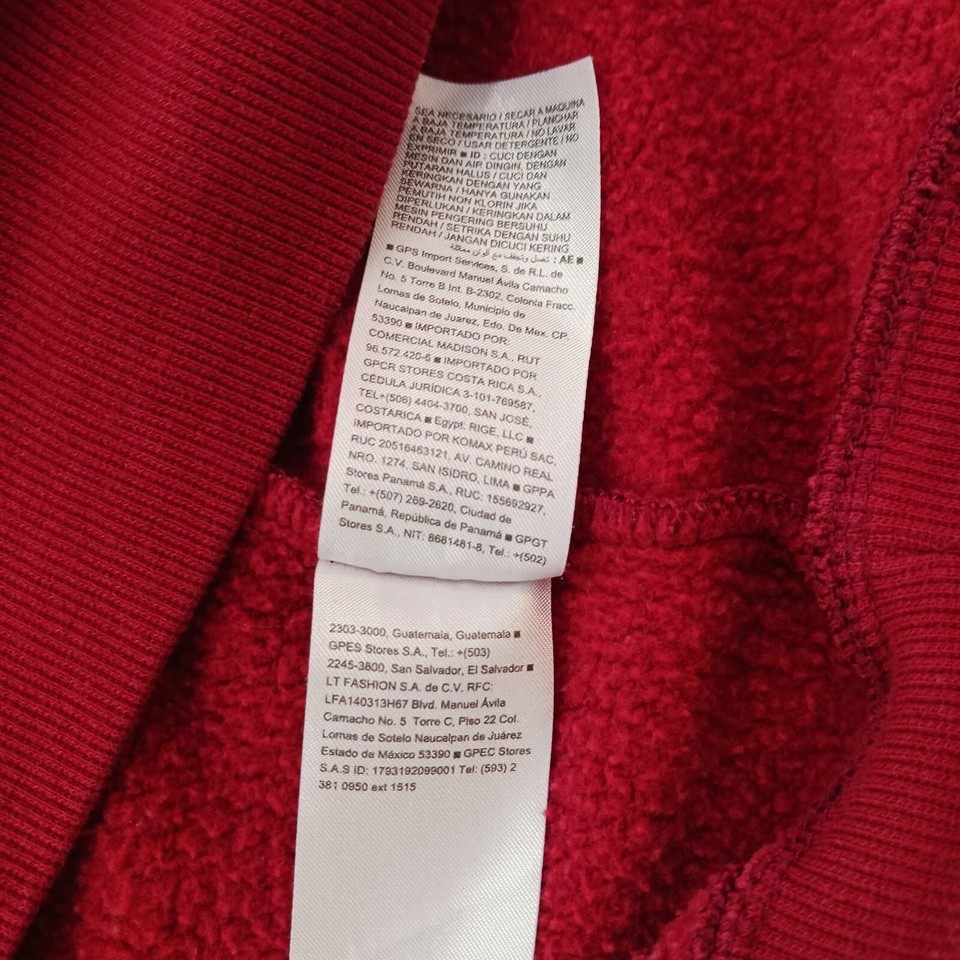 SEA NECESARIO / SECAR A MAQUINA
A BAJA TEMPERATURA / PLANCHAR
A BAJA TEMPERATURA / NO LAVAR
EN SECO / USAR DETERGENTE / NO
EXPRIMIR ■ ID : CUCI DENGAN
MESIN DAN AIR DINGIN, DENGAN
PUTARAN HALUS / CUCI DAN
KERINGKAN DENGAN YANG
SEWARNA / HANYA GUNAKAN
PEMUTIH NON KLORIN JIKA
DIPERLUKAN / KERINGKAN DALAM
MESIN PENGERING BERSUHU
RENDAH / SETRIKA DENGAN SUHU
RENDAH / JANGAN DICUCI KERING
■ AE : تغسل وتجفف مع ألوان مماثلة
■ GPS Import Services, S. de R.L. de
C.V. Boulevard Manuel Ávila Camacho
No. 5 Torre B Int. B-2302, Colonia Fracc.
Lomas de Sotelo, Municipio de
Naucalpan de Juarez, Edo. De Mex. CP.
53390 ■ IMPORTADO POR:
COMERCIAL MADISON S.A., RUT
96.572.420-6 ■ IMPORTADO POR
GPCR STORES COSTA RICA S.A.,
CÉDULA JURÍDICA 3-101-769587,
TEL+(506) 4404-3700, SAN JOSÉ,
COSTARICA ■ Egypt: RIGE, LLC ■
IMPORTADO POR KOMAX PERÚ SAC,
RUC 20516463121, AV. CAMINO REAL
NRO. 1274, SAN ISIDRO, LIMA ■ GPPA
Stores Panamá S.A., RUC: 155692927,
Tel.: +(507) 269-2620, Ciudad de
Panamá, República de Panamá ■ GPGT
Stores S.A., NIT: 8681481-8, Tel.: +(502)
2303-3000, Guatemala, Guatemala ■
GPES Stores S.A., Tel.: +(503)
2245-3800, San Salvador, El Salvador ■
LT FASHION S.A. de C.V. RFC:
LFA140313H67 Blvd. Manuel Ávila
Camacho No. 5 Torre C, Piso 22 Col.
Lomas de Sotelo Naucalpan de Juárez
Estado de México 53390 ■ GPEC Stores
S.A.S ID: 1793192099001 Tel: (593) 2
381 0950 ext 1515